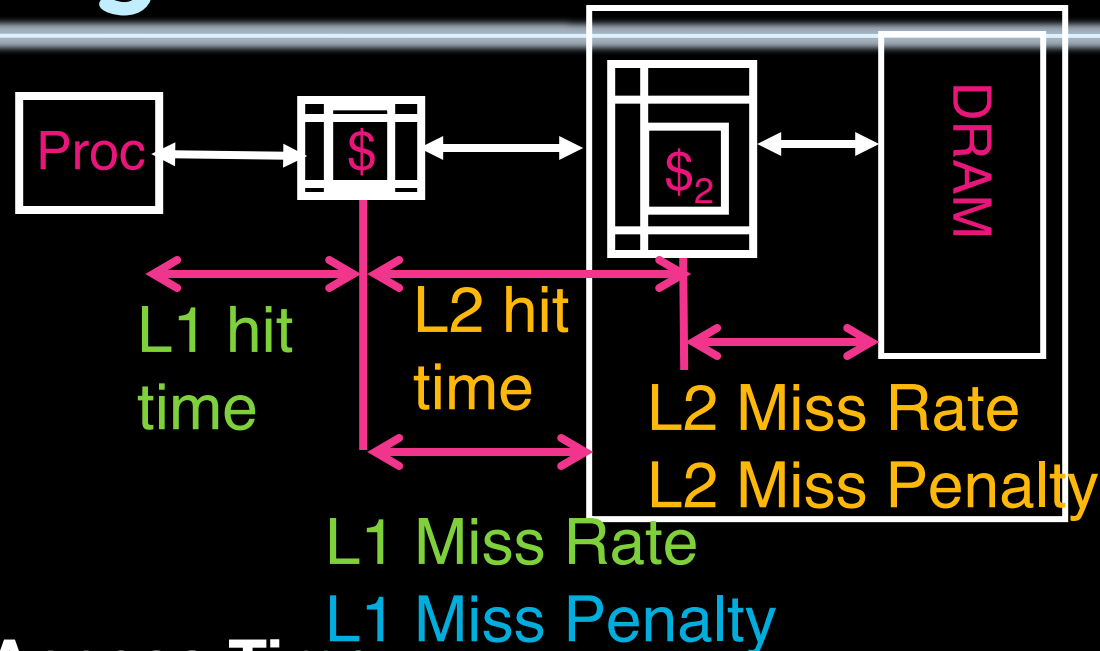 Proc
$
$2
DRAM
L1 hit
time
L2 hit
time
L2 Miss Rate
L2 Miss Penalty
L1 Miss Rate
L1 Miss Penalty